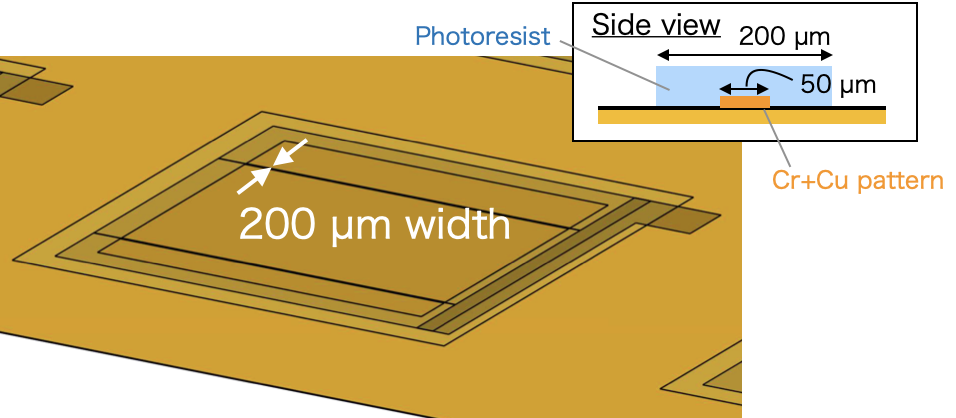 Photoresist
Side view
200 μm
50 μm
Cr+Cu pattern
200 μm width